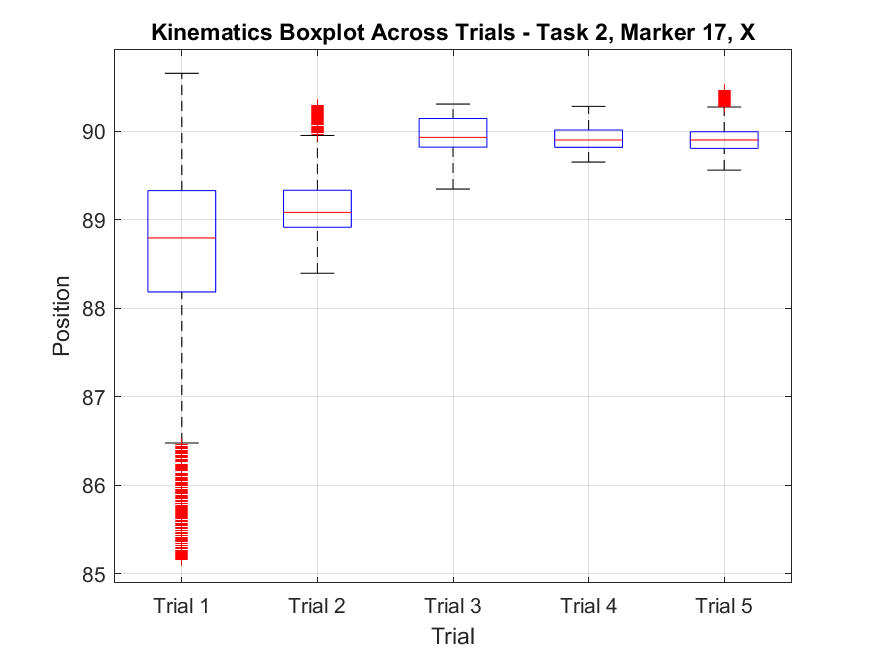 Kinematics Boxplot Across Trials - Task 2, Marker 17, X
Position
90
89
88
87
86
85
Trial 1 Trial 2 Trial 3 Trial 4 Trial 5
Trial